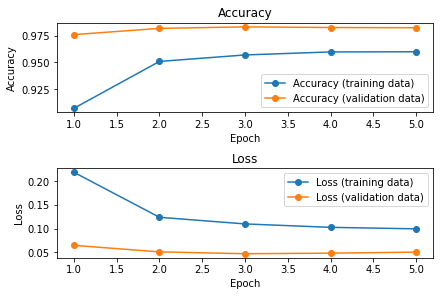 Accuracy
0.975
0.950
0.925
Accuracy
Accuracy (training data)
Accuracy (validation data)
1.0 1.5 2.0 2.5 3.0 3.5 4.0 4.5 5.0
Epoch
Loss
0.20
0.15
0.10
0.05
Loss
Loss (training data)
Loss (validation data)
1.0 1.5 2.0 2.5 3.0 3.5 4.0 4.5 5.0
Epoch